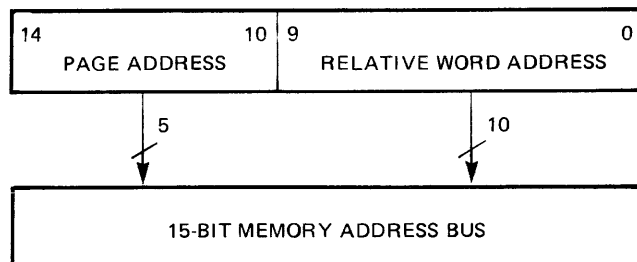 14 10 9 0
PAGE ADDRESS RELATIVE WORD ADDRESS
5 10
15-BIT MEMORY ADDRESS BUS